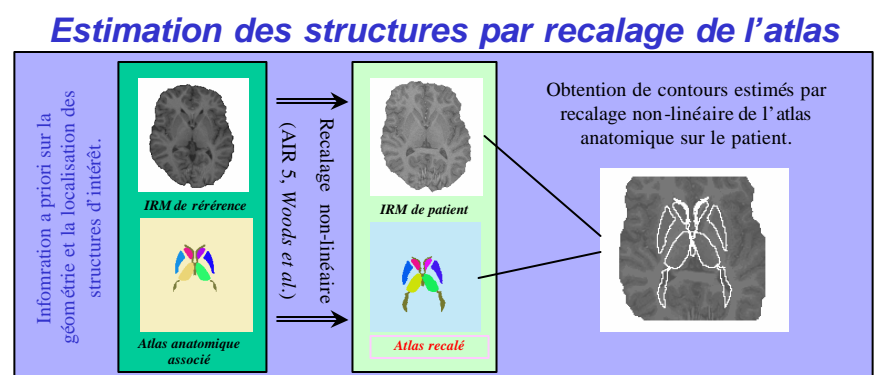 Estimation des structures par recalage de l'atlas
Infomration a priori sur la
géométrie et la localisation des
structures d'intérêt.
IRM de rérérence
Atlas anatomique
associé
Recalage non-linéaire
(AIR 5, Woods et al.)
IRM de patient
Atlas recalé
Obtention de contours estimés par
recalage non-linéaire de l'atlas
anatomique sur le patient.